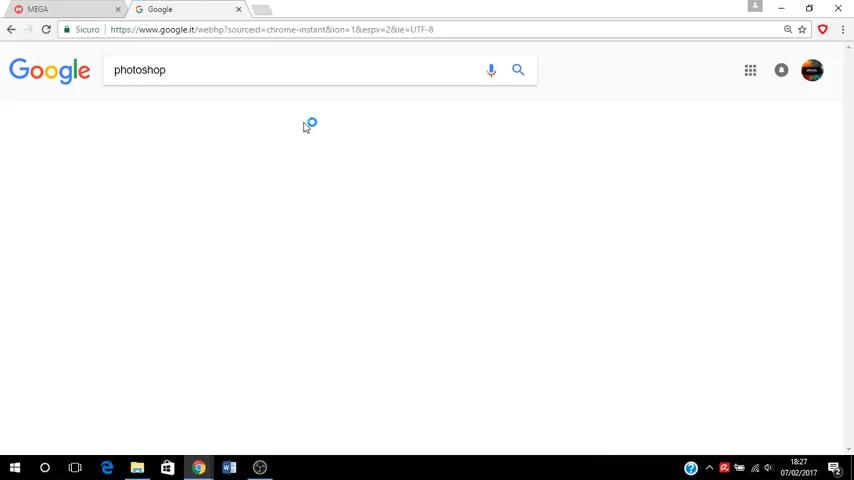 MEGA
Google
Sicuro
https://www.google.it/webhp?sourceid=chrome-instant&ion=1&espv=2&ie=UTF-8
Google
photoshop
18:27
07/02/2017
2